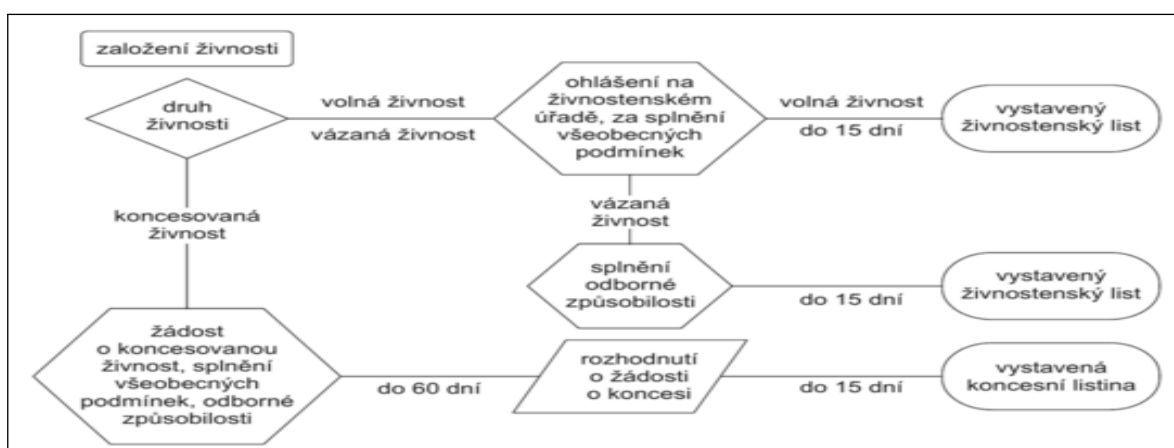 založení živnosti
druh
živnosti
volná živnost
vázaná živnost
ohlášení na
živnostenském
úřadě, za splnění
všeobecných
podmínek
volná živnost
do 15 dní
vystavený
živnostenský list
koncesovaná
živnost
vázaná
živnost
splnění
odborné
způsobilosti
do 15 dní
vystavený
živnostenský list
žádost
o koncesovanou
živnost, splnění
všeobecných
podmínek, odborné
způsobilosti
do 60 dní
rozhodnutí
o žádosti
o koncesi
do 15 dní
vystavená
koncesní listina